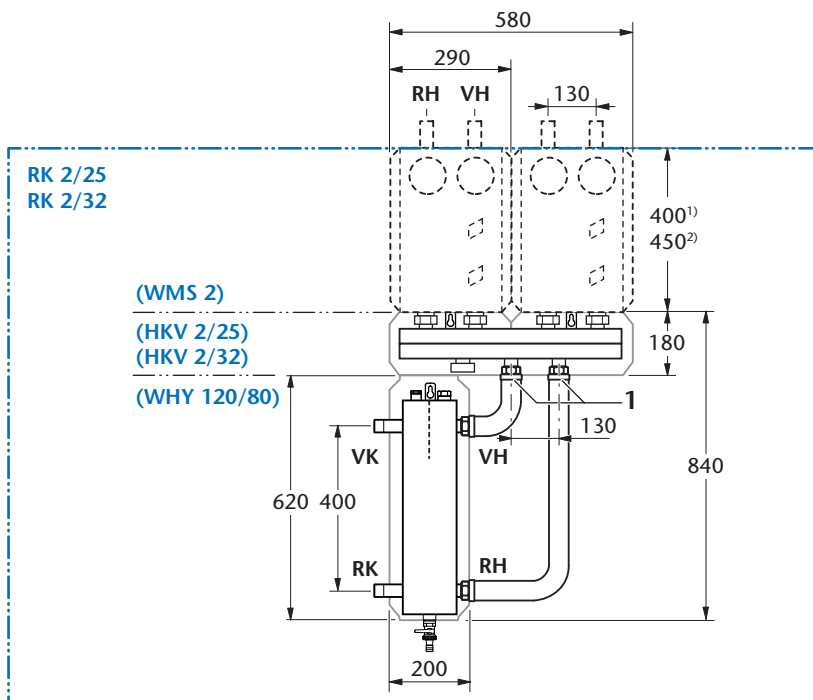 580
290
RH VH 130
RK 2/25
RK 2/32
400¹⁾
450²⁾
(WMS 2)
(HKV 2/25)
(HKV 2/32)
180
(WHY 120/80)
1
130
VK VH
840
620 400
RK RH
200